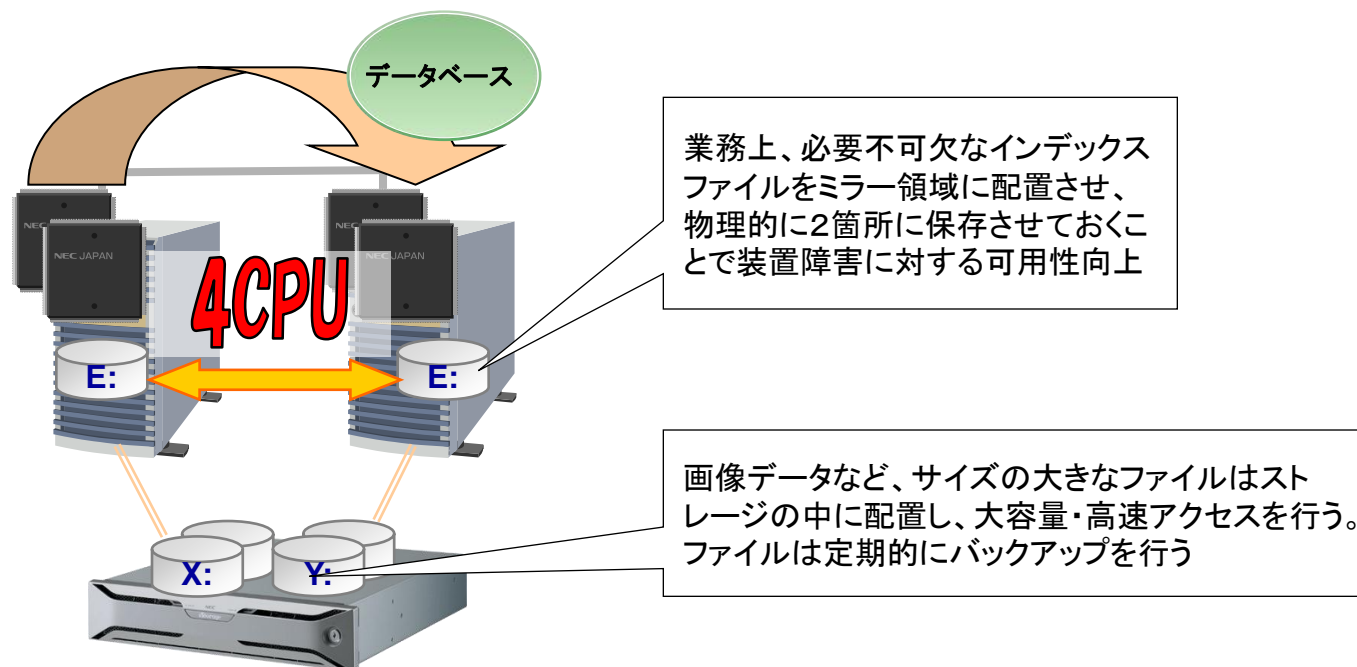 データベース
業務上、必要不可欠なインデックス
ファイルをミラー領域に配置させ、
物理的に2箇所に保存させておくこ
とで装置障害に対する可用性向上
NEC
NEC
NEC JAPAN
NEC JAPAN
4CPU
E:
E:
画像データなど、サイズの大きなファイルはスト
レージの中に配置し、大容量・高速アクセスを行う。
ファイルは定期的にバックアップを行う
X:
Y:
NEC